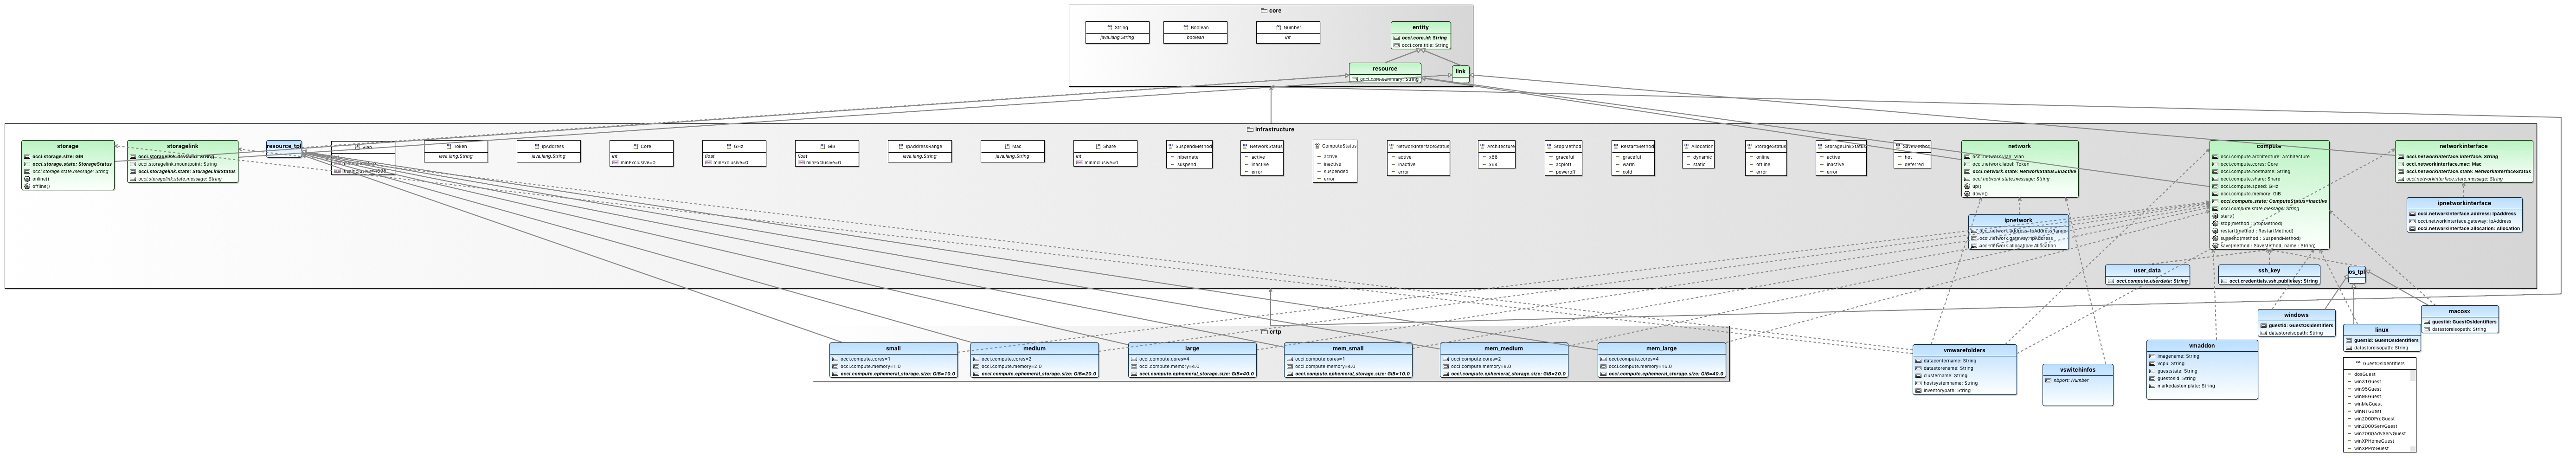 core
String
java.lang.String
Boolean
boolean
Number
int
entity
occi.core.id: String
occi.core.title: String
resource
occi.core.summary: String
link
infrastructure
storage
occi.storage.size: GiB
occi.storage.state: StorageStatus
occi.storage.state.message: String
online()
offline()
storagelink
occi.storagelink.deviceid: String
occi.storagelink.mountpoint: String
occi.storagelink.state: StorageLinkStatus
occi.storagelink.state.message: String
resource_tpl
Vlan
Token
java.lang.String
IpAddress
java.lang.String
Core
int
minExclusive=0
GHz
float
minExclusive=0
GiB
float
minExclusive=0
IpAddressRange
java.lang.String
Mac
java.lang.String
Share
int
minInclusive=0
SuspendMethod
hibernate
suspend
NetworkStatus
active
inactive
error
ComputeStatus
active
inactive
suspended
error
NetworkInterfaceStatus
active
inactive
error
Architecture
x86
x64
StopMethod
graceful
acpioff
poweroff
RestartMethod
graceful
warm
cold
Allocation
dynamic
static
StorageStatus
online
offline
error
StorageLinkStatus
active
inactive
error
SaveMethod
hot
deferred
network
occi.network.vlan: Vlan
occi.network.label: Token
occi.network.state: NetworkStatus=inactive
occi.network.state.message: String
up()
down()
ipnetwork
occi.network.address: IpAddressRange
occi.network.gateway: IpAddress
occi.network.allocation: Allocation
compute
occi.compute.architecture: Architecture
occi.compute.cores: Core
occi.compute.hostname: String
occi.compute.share: Share
occi.compute.speed: GHz
occi.compute.memory: GiB
occi.compute.state: ComputeStatus=inactive
occi.compute.state.message: String
start()
stop(method : StopMethod)
restart(method : RestartMethod)
suspend(method : SuspendMethod)
save(method : SaveMethod, name : String)
networkinterface
occi.networkinterface.interface: String
occi.networkinterface.mac: Mac
occi.networkinterface.state: NetworkInterfaceStatus
occi.networkinterface.state.message: String
ipnetworkinterface
occi.networkinterface.address: IpAddress
occi.networkinterface.gateway: IpAddress
occi.networkinterface.allocation: Allocation
user_data
occi.compute.userdata: String
ssh_key
occi.credentials.ssh.publickey: String
os_tpl
crtp
small
occi.compute.cores=1
occi.compute.memory=1.0
occi.compute.ephemeral_storage.size: GiB=10.0
medium
occi.compute.cores=2
occi.compute.memory=2.0
occi.compute.ephemeral_storage.size: GiB=20.0
large
occi.compute.cores=4
occi.compute.memory=4.0
occi.compute.ephemeral_storage.size: GiB=40.0
mem_small
occi.compute.cores=1
occi.compute.memory=4.0
occi.compute.ephemeral_storage.size: GiB=10.0
mem_medium
occi.compute.cores=2
occi.compute.memory=8.0
occi.compute.ephemeral_storage.size: GiB=20.0
mem_large
occi.compute.cores=4
occi.compute.memory=16.0
occi.compute.ephemeral_storage.size: GiB=40.0
vmwarefolders
datacentername: String
datastorename: String
clustername: String
hostsystemname: String
inventorypath: String
vswitchinfos
nbport: Number
vmaddon
imagename: String
vcpu: String
gueststate: String
guestosid: String
markedastemplate: String
windows
guestid: GuestOsIdentifiers
datastoreisopath: String
linux
guestid: GuestOsIdentifiers
datastoreisopath: String
macosx
guestid: GuestOsIdentifiers
datastoreisopath: String
GuestOsIdentifiers
dosGuest
win31Guest
win95Guest
win98Guest
winMeGuest
winNTGuest
win2000ProGuest
win2000ServGuest
win2000AdvServGuest
winXPHomeGuest
winXPProGuest